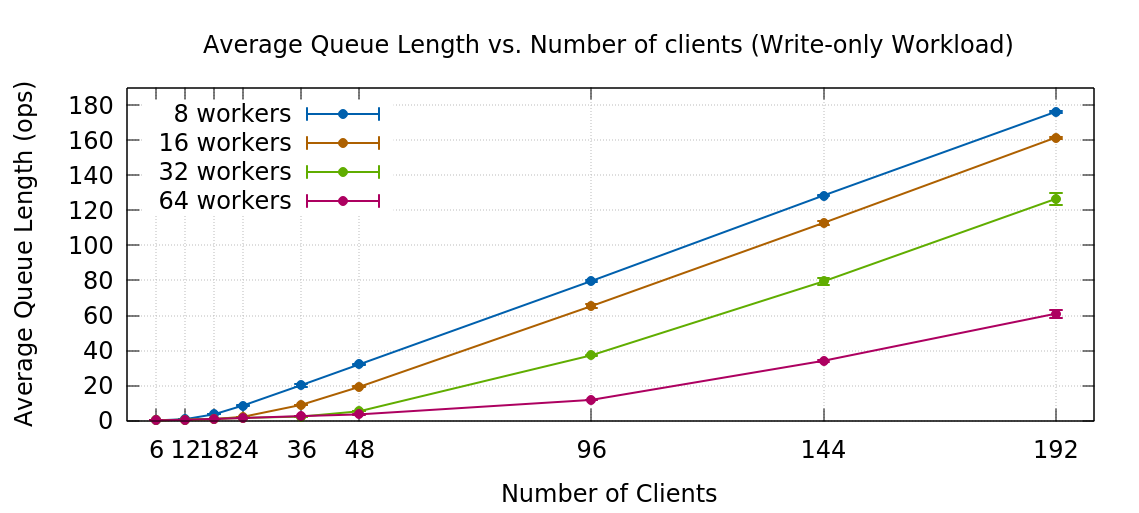 Average Queue Length vs. Number of clients (Write-only Workload)
Average Queue Length (ops)
8 workers
16 workers
32 workers
64 workers
180
160
140
120
100
80
60
40
20
0
6 12 18 24 36 48 96 144 192
Number of Clients